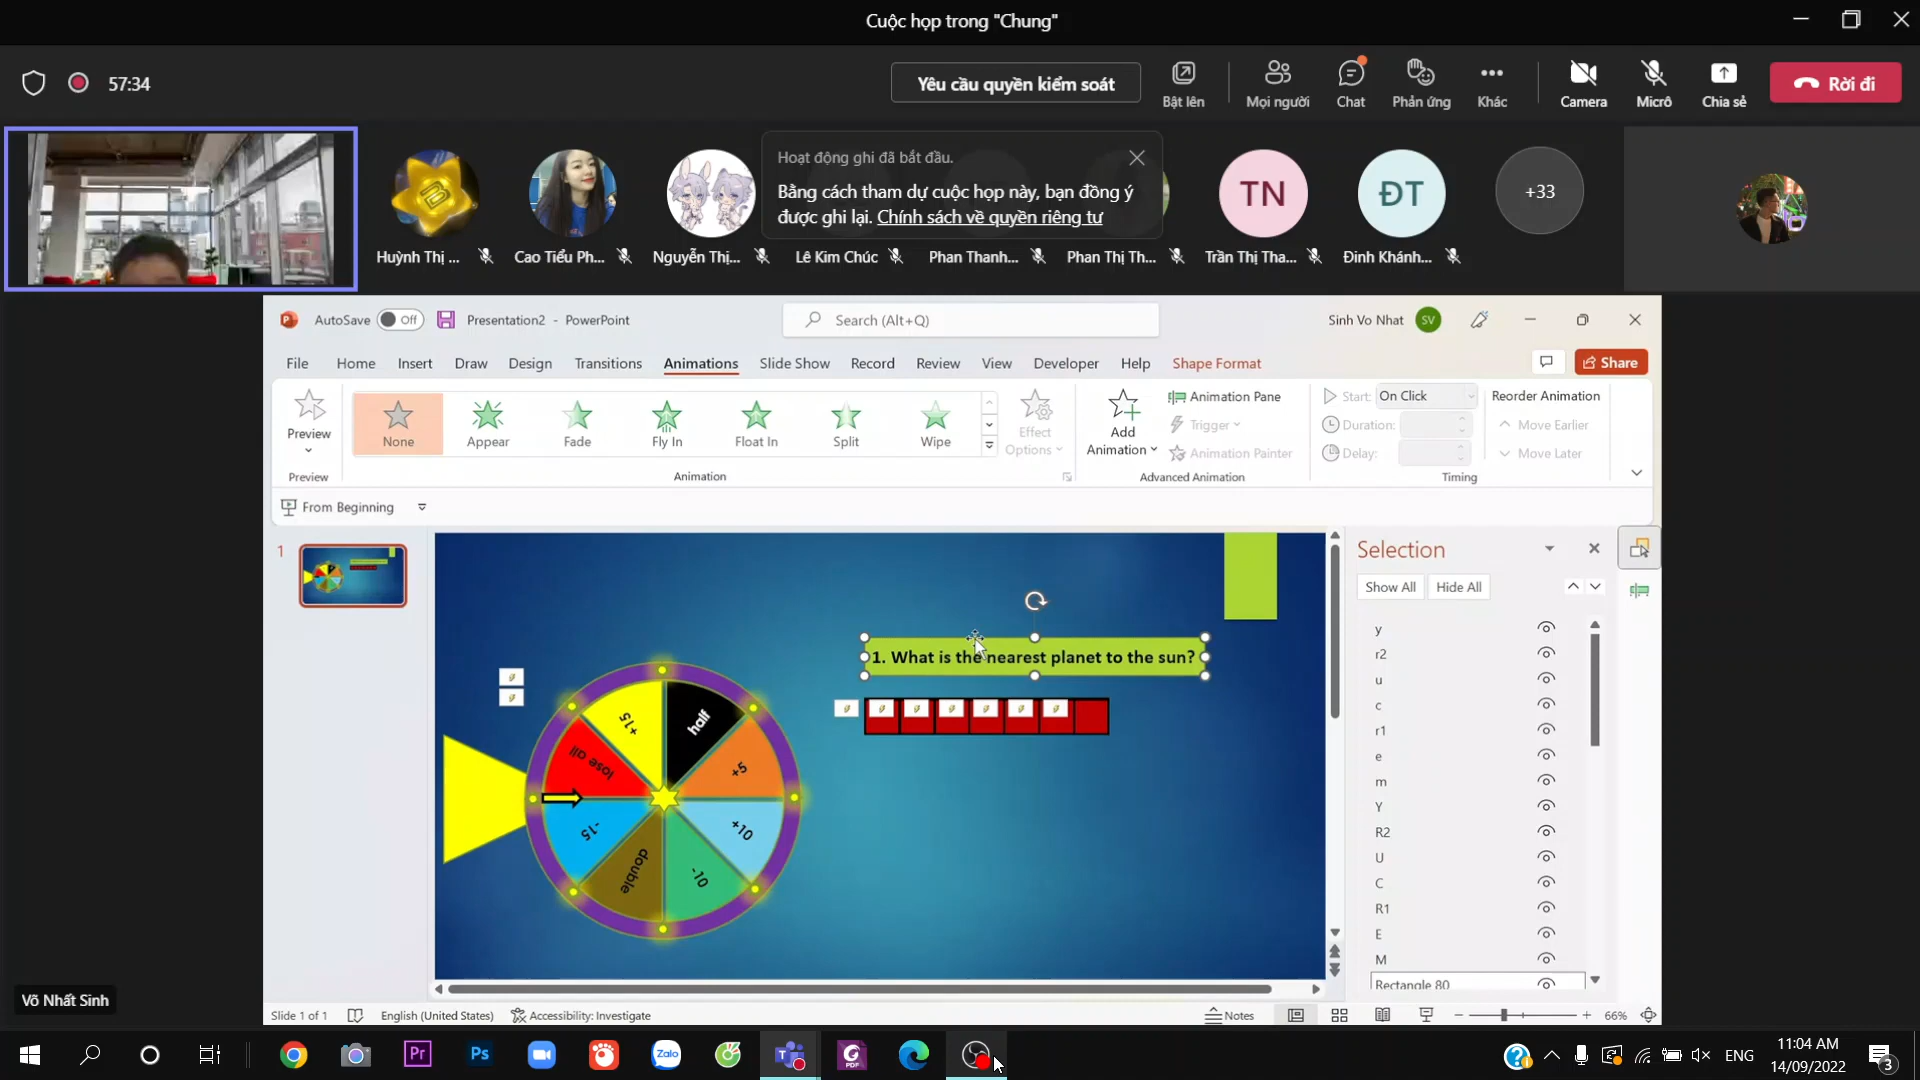 Cuộc họp trong "Chung"
57:34
Yêu cầu quyền kiểm soát
Bật lên
Mọi người
Chat
Phản ứng
Khác
Camera
Micrô
Chia sẻ
Rời đi
Hoạt động ghi đã bắt đầu.
Bằng cách tham dự cuộc họp này, bạn đồng ý
được ghi lại. Chính sách về quyền riêng tư
TN
ĐT
+33
Huỳnh Thị ...
Cao Tiểu Ph...
Nguyễn Thị...
Lê Kim Chúc
Phan Thanh...
Phan Thị Th...
Trần Thị Tha...
Đinh Khánh...
AutoSave Off
Presentation2 - PowerPoint
Search (Alt+Q)
Sinh Vo Nhat SV
File Home Insert Draw Design Transitions Animations Slide Show Record Review View Developer Help Shape Format
Share
Preview
Preview
None Appear Fade Fly In Float In Split Wipe
Animation
Effect
Options
Add
Animation
Animation Pane
Trigger
Animation Painter
Advanced Animation
Start: On Click
Duration:
Delay:
Reorder Animation
Move Earlier
Move Later
Timing
From Beginning
1
1. What is the nearest planet to the sun?
+15
half
+5
+10
-10
double
-15
lose all
Selection
Show All Hide All
y
r2
u
c
r1
e
m
Y
R2
U
C
R1
E
M
Rectangle 80
Võ Nhất Sinh
Slide 1 of 1
English (United States)
Accessibility: Investigate
Notes
66%
Pr
Ps
Zalo
PDF
ENG
11:04 AM
14/09/2022
3